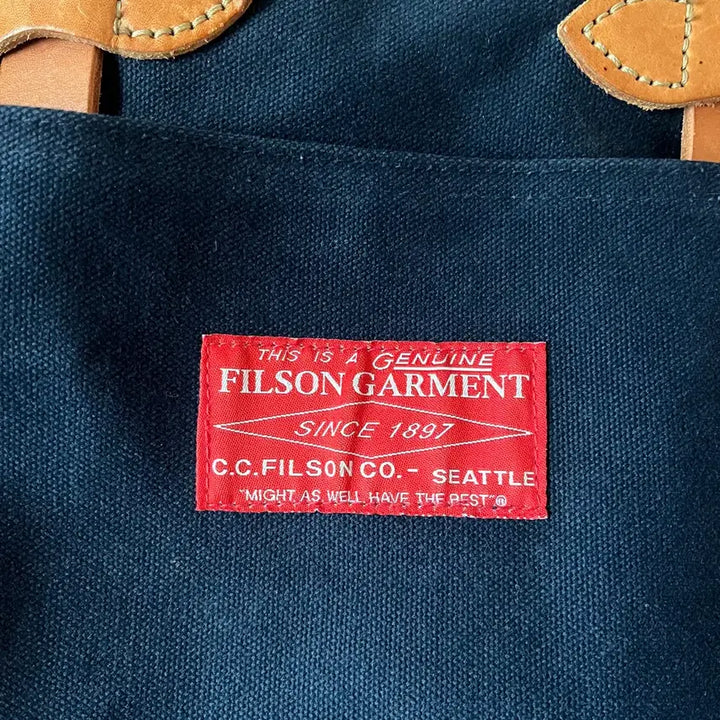 THIS IS A GENUINE
FILSON GARMENT
SINCE 1897
C.C. FILSON CO. - SEATTLE
"MIGHT AS WELL HAVE THE BEST"®